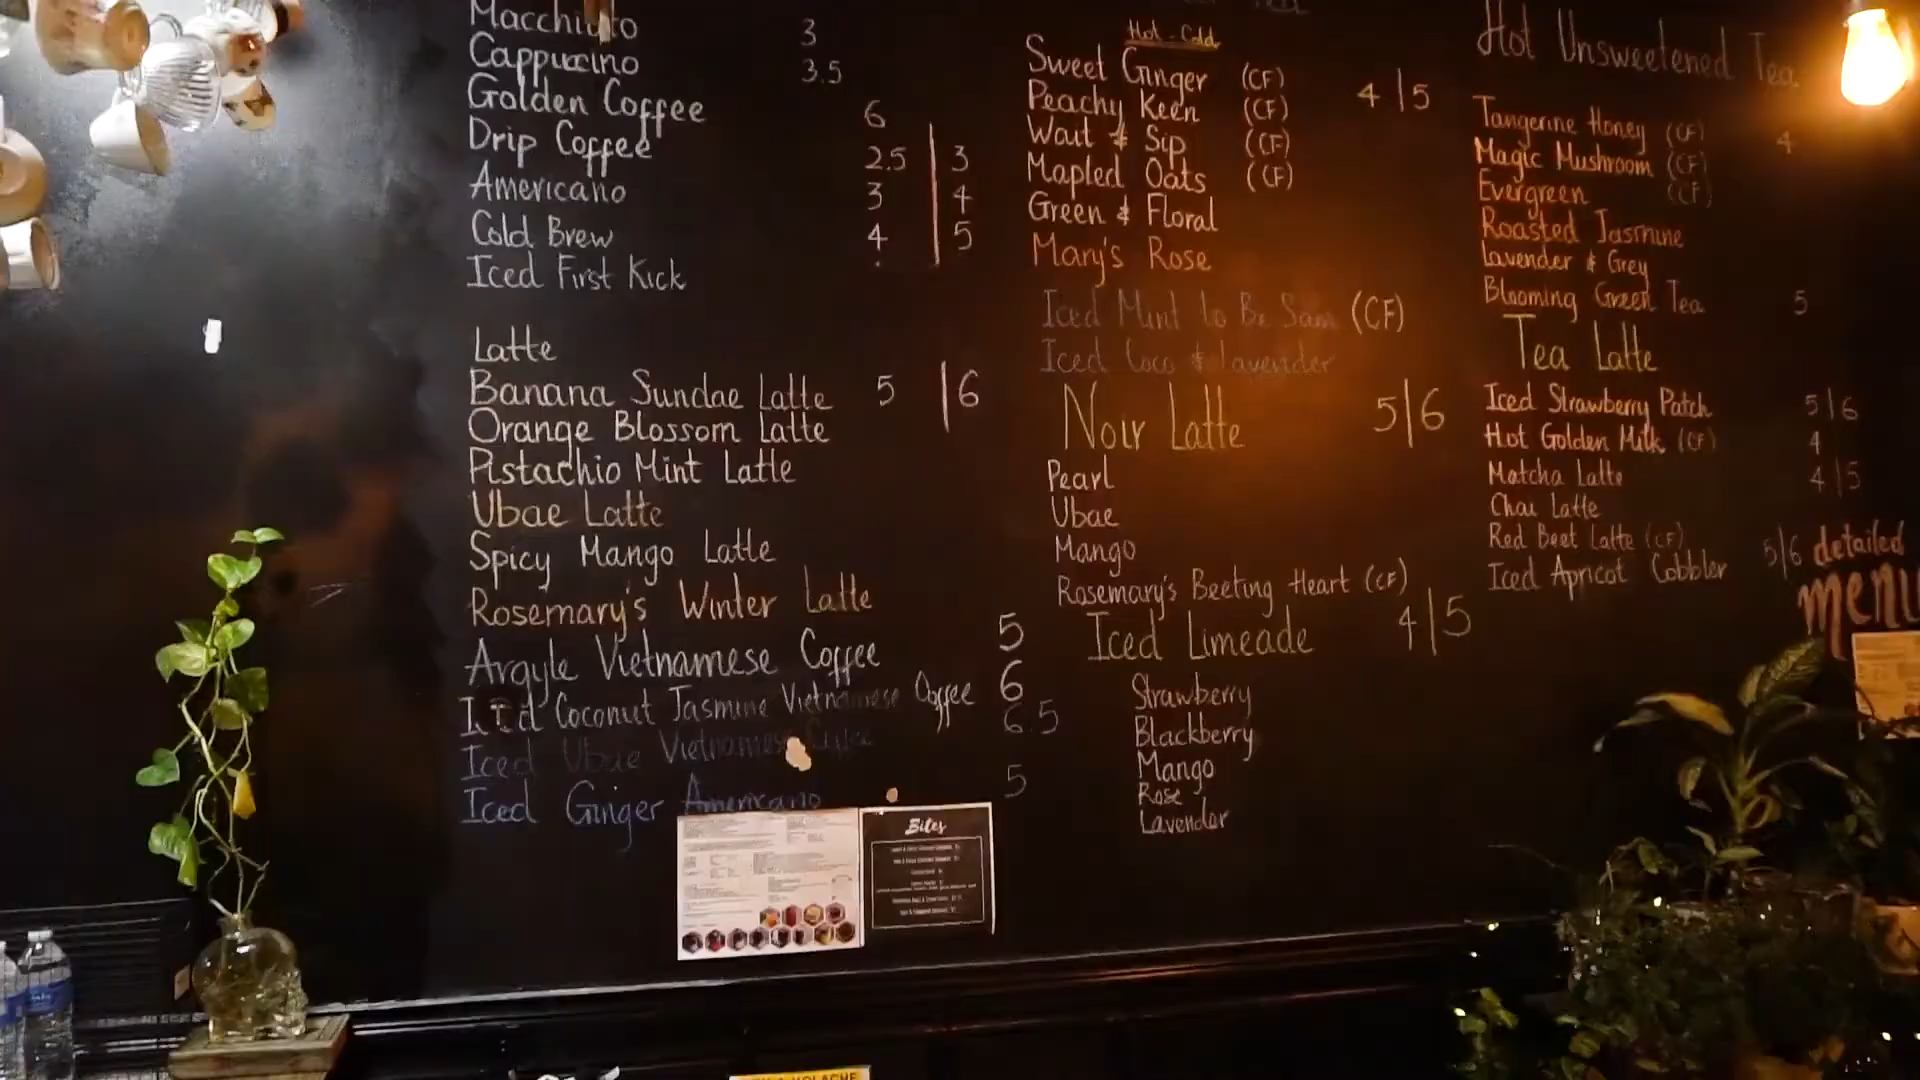 Macchiato 3
Cappuccino 3.5
Golden Coffee 6
Drip Coffee 2.5 | 3
Americano 3 | 4
Cold Brew 4 | 5
Iced First Kick
Latte
Banana Sundae Latte 5 | 6
Orange Blossom Latte
Pistachio Mint Latte
Ubae Latte
Spicy Mango Latte
Rosemary's Winter Latte
Argyle Vietnamese Coffee 5
Iced Coconut Jasmine Vietnamese Coffee 6
Iced Ubae Vietnamese Coffee 6.5
Iced Ginger Americano 5
Bites
Hot - Cold
Sweet Ginger (CF) 4 | 5
Peachy Keen (CF)
Wait & Sip (CF)
Mapled Oats (CF)
Green & Floral
Mary's Rose
Iced Mint to Be Sam (CF)
Iced Coco & Lavender
Noir Latte 5|6
Pearl
Ubae
Mango
Rosemary's Beeting Heart (CF)
Iced Limeade 4|5
Strawberry
Blackberry
Mango
Rose
Lavender
Hot Unsweetened Tea
Tangerine Honey (CF) 4
Magic Mushroom (CF)
Evergreen (CF)
Roasted Jasmine
Lavender & Grey
Blooming Green Tea 5
Tea Latte
Iced Strawberry Patch 5|6
Hot Golden Milk (CF) 4
Matcha Latte 4|5
Chai Latte
Red Beet Latte (CF)
Iced Apricot Cobbler 5|6
detailed
menu